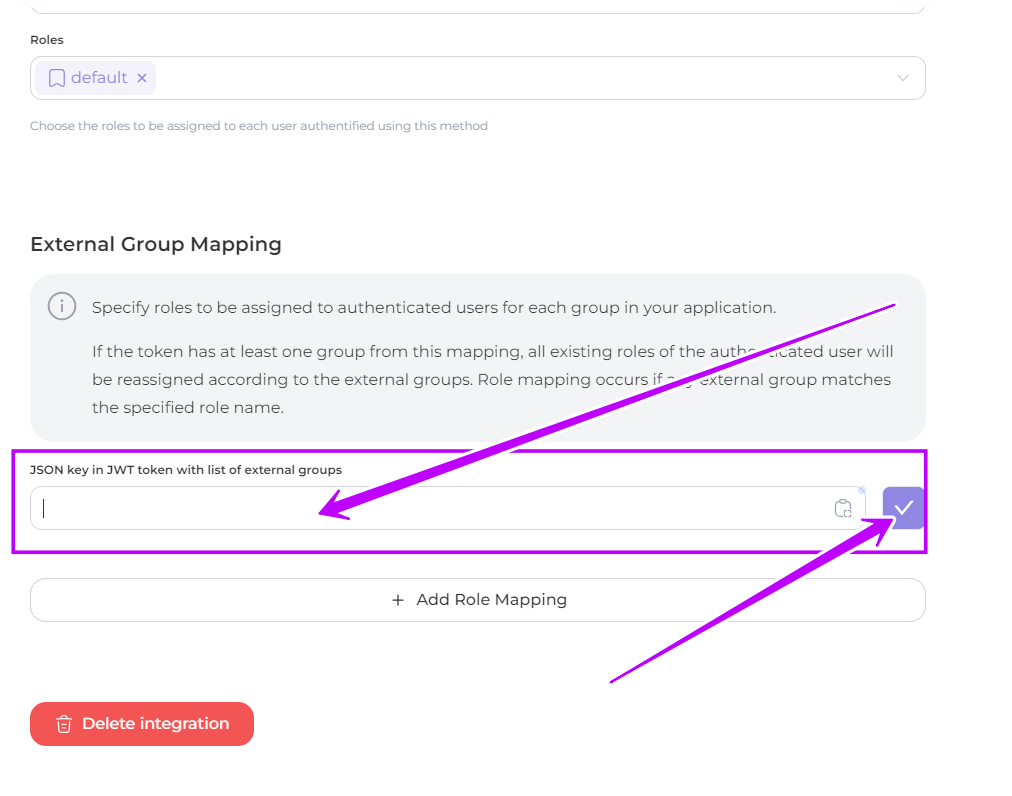 Roles
default
Choose the roles to be assigned to each user authentified using this method
External Group Mapping
Specify roles to be assigned to authenticated users for each group in your application.
If the token has at least one group from this mapping, all existing roles of the authenticated user will
be reassigned according to the external groups. Role mapping occurs if any external group matches
the specified role name.
JSON key in JWT token with list of external groups
Add Role Mapping
Delete integration